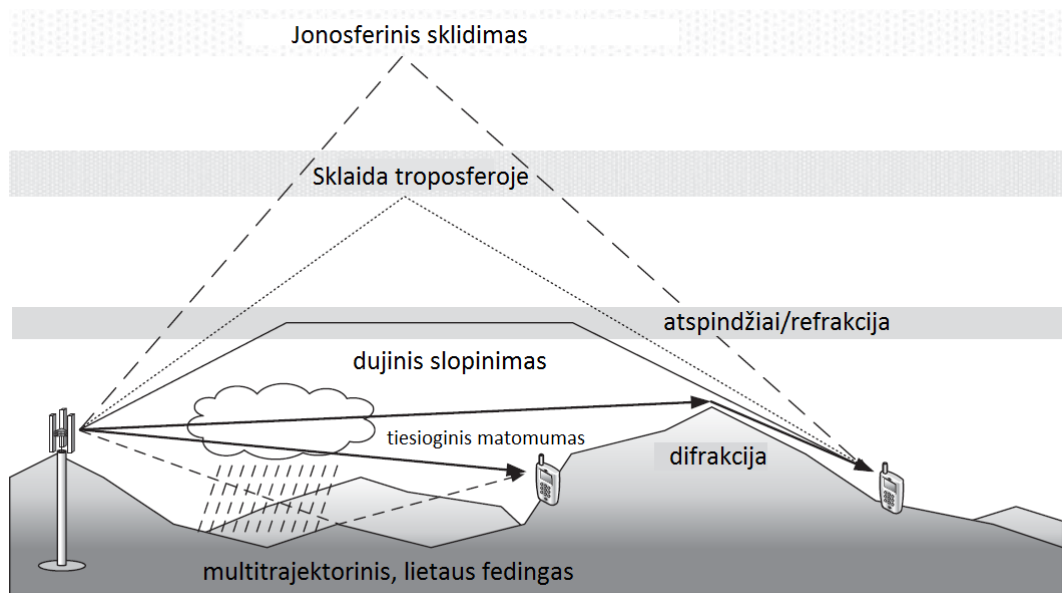 Jonosferinis sklidimas
Sklaida troposferoje
atspindžiai/refrakcija
dujinis slopinimas
tiesioginis matomumas
difrakcija
multitrajektorinis, lietaus fedingas